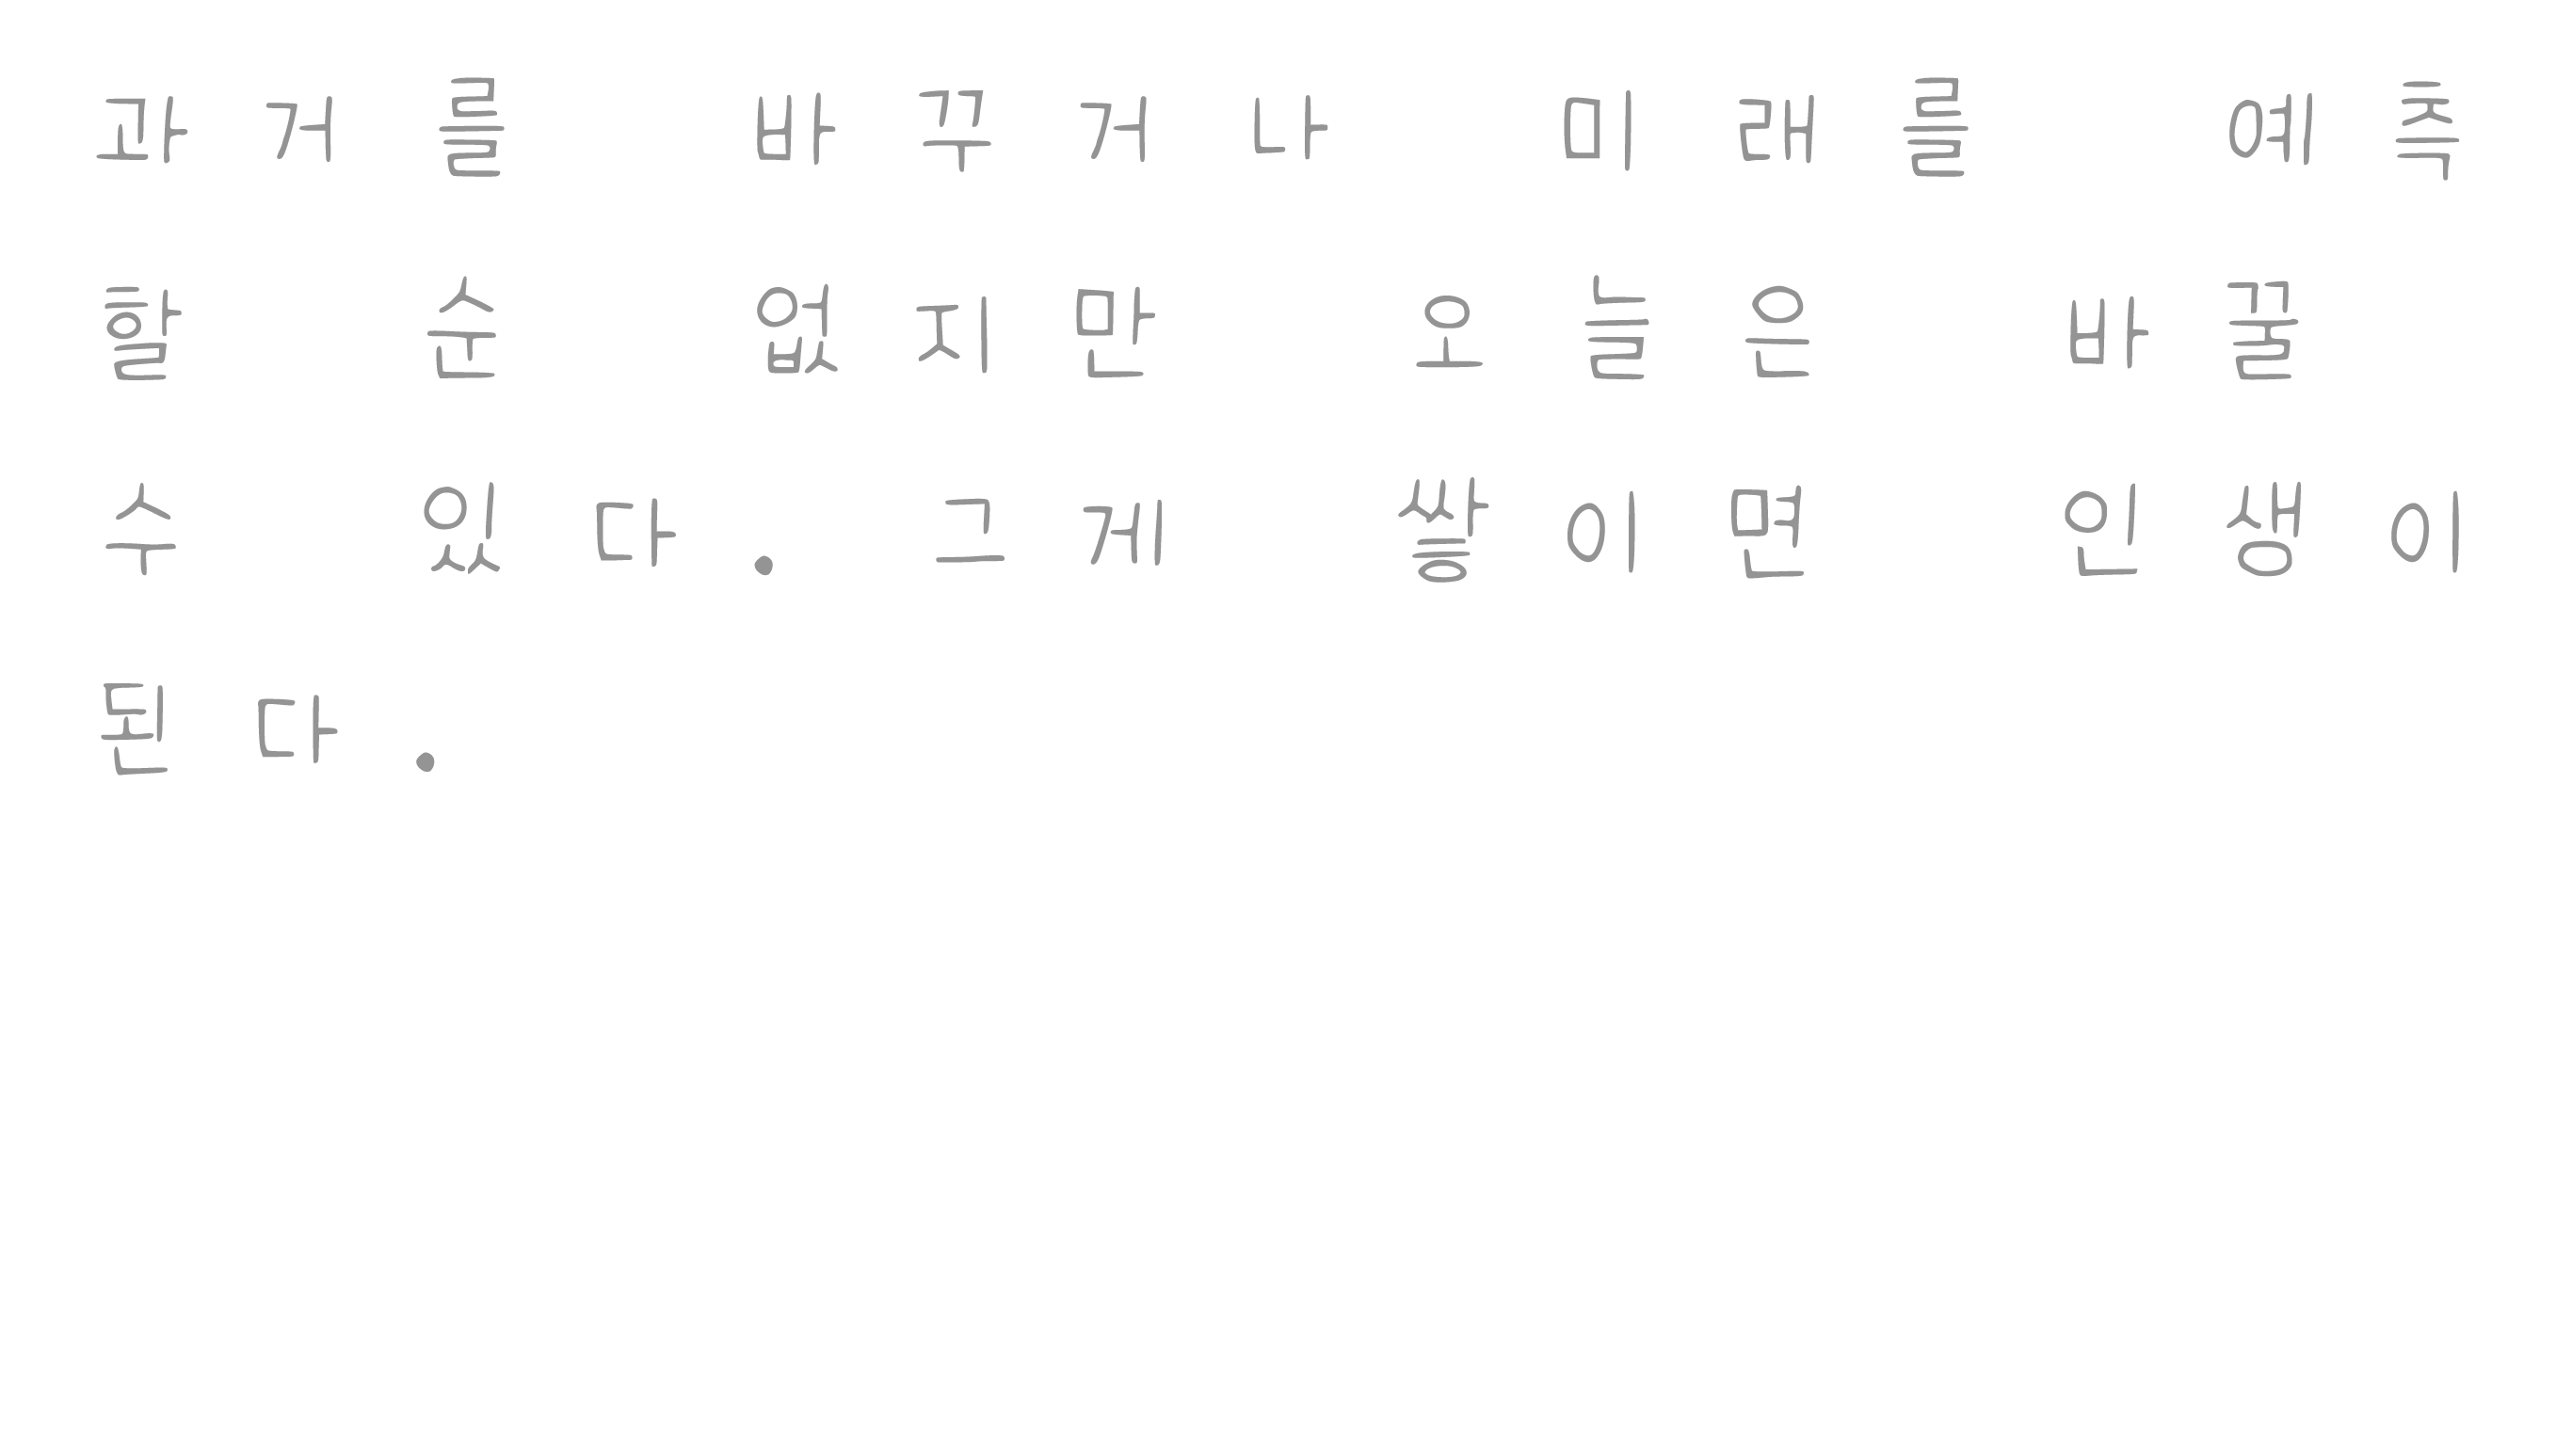 과거를 바꾸거나 미래를 예측
할 순 없지만 오늘은 바꿀
수 있다. 그게 쌓이면 인생이
된다.